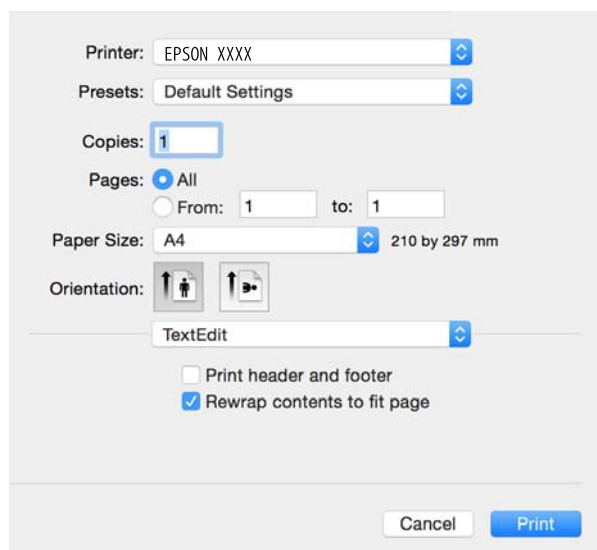 Printer: EPSON XXXX
Presets: Default Settings
Copies: 1
Pages: All
From: 1 to: 1
Paper Size: A4 210 by 297 mm
Orientation:
TextEdit
Print header and footer
Rewrap contents to fit page
Cancel Print